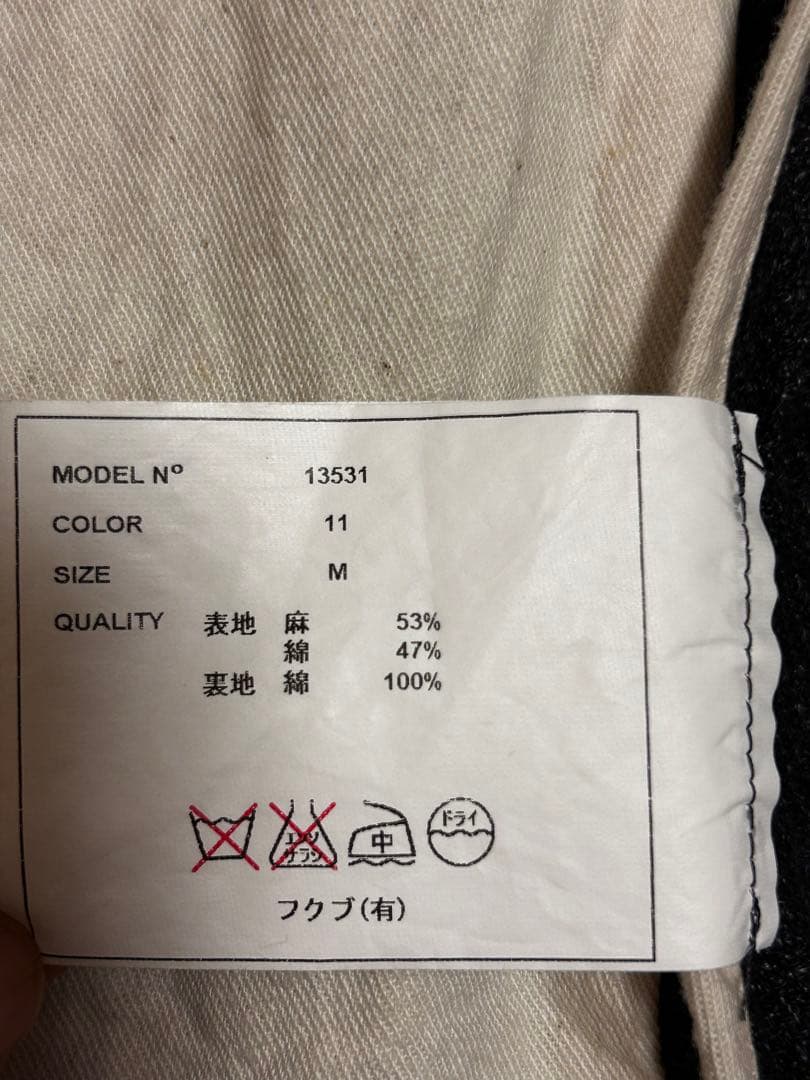 MODEL Nº 13531
COLOR 11
SIZE M
QUALITY 表地 麻 53%
綿 47%
裏地 綿 100%
エンソ サラシ 中 ドライ
フクブ(有)